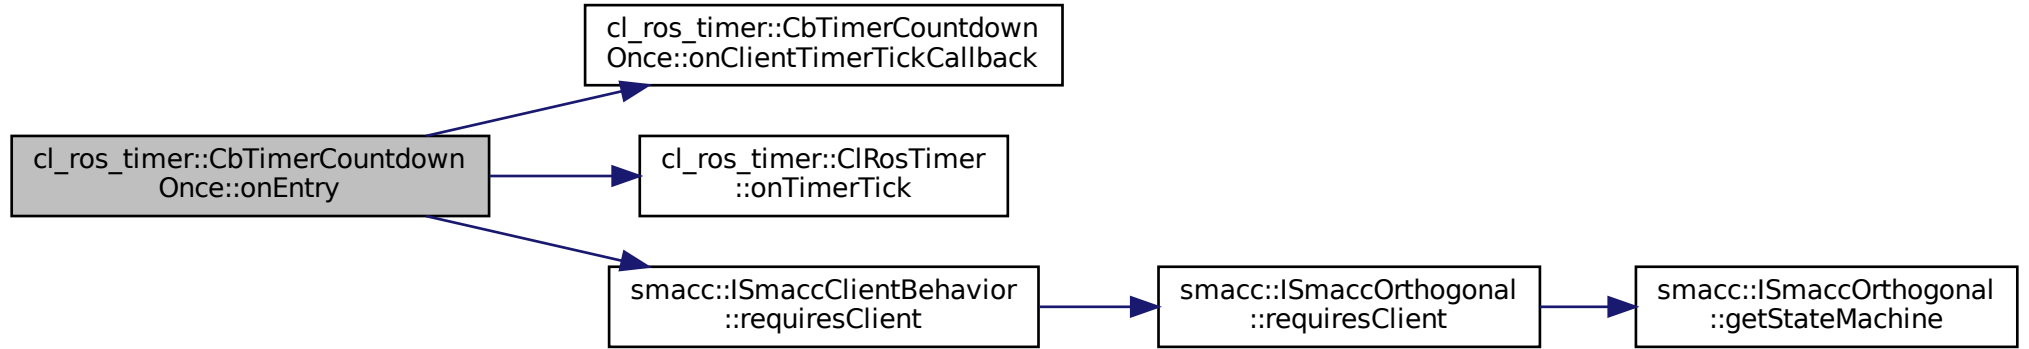 cl_ros_timer::CbTimerCountdown
Once::onClientTimerTickCallback
cl_ros_timer::CbTimerCountdown
Once::onEntry
cl_ros_timer::ClRosTimer
::onTimerTick
smacc::ISmaccClientBehavior
::requiresClient
smacc::ISmaccOrthogonal
::requiresClient
smacc::ISmaccOrthogonal
::getStateMachine